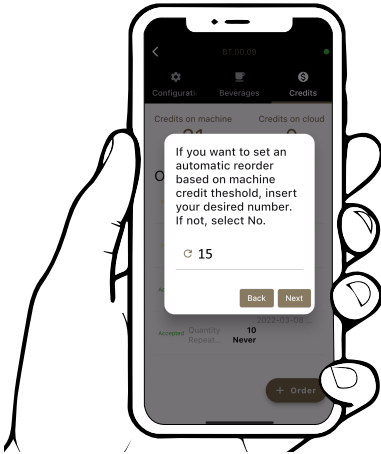 BT 00.09
Configurati
Beverages
Credits
Credits on machine
Credits on cloud
If you want to set an
automatic reorder
based on machine
credit theshold, insert
your desired number.
If not, select No.
15
Back
Next
2022-03-08
Accepted
Quantity
10
Repeat...
Never
+ Order